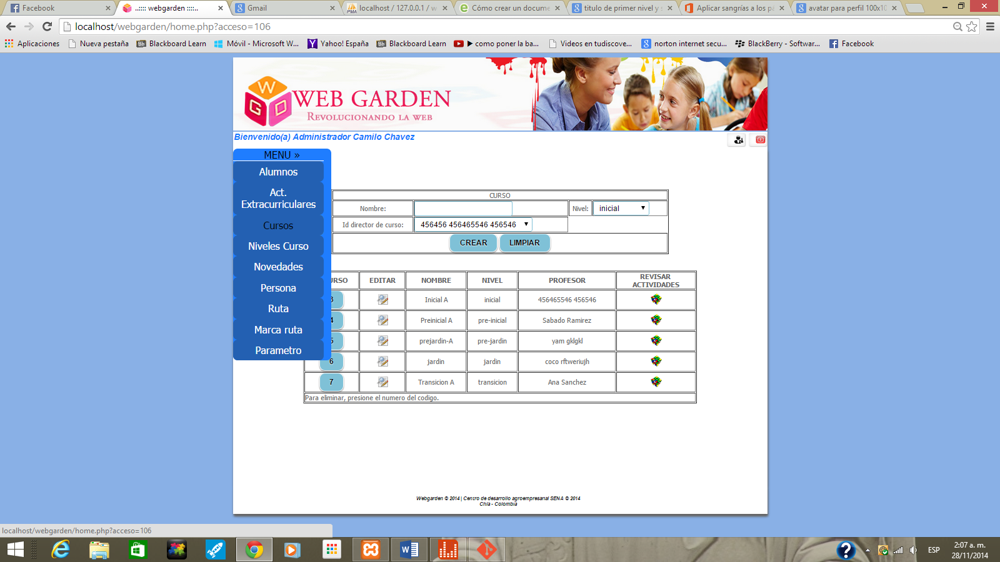 Facebook
..:::: webgarden ::::..
Gmail
localhost / 127.0.0.1 / w
Cómo crear un docume
titulo de primer nivel y s
Aplicar sangrías a los pá
avatar para perfil 100x10
localhost/webgarden/home.php?acceso=106
Aplicaciones
Nueva pestaña
Blackboard Learn
Móvil - Microsoft W...
Yahoo! España
Blackboard Learn
como poner la ba...
Videos en tudiscove...
norton internet secu...
BlackBerry - Softwar...
Facebook
W G D
WEB GARDEN
REVOLUCIONANDO LA WEB
Bienvenido(a) Administrador Camilo Chavez
MENU »
Alumnos
Act.
Extracurriculares
Cursos
Niveles Curso
Novedades
Persona
Ruta
Marca ruta
Parametro
CURSO
Nombre:
Nivel: inicial
Id director de curso: 456456 456465546 456546
CREAR LIMPIAR
URSO EDITAR NOMBRE NIVEL PROFESOR REVISAR ACTIVIDADES
3 Inicial A inicial 456465546 456546
4 Preinicial A pre-inicial Sabado Ramirez
5 prejardin-A pre-jardin yam gklgkl
6 jardin jardin coco rftweriujh
7 Transicion A transicion Ana Sanchez
Para eliminar, presione el numero del codigo.
Webgarden © 2014 | Centro de desarrollo agroempresarial SENA © 2014
Chía - Colombia
localhost/webgarden/home.php?acceso=106
ESP
2:07 a. m.
28/11/2014